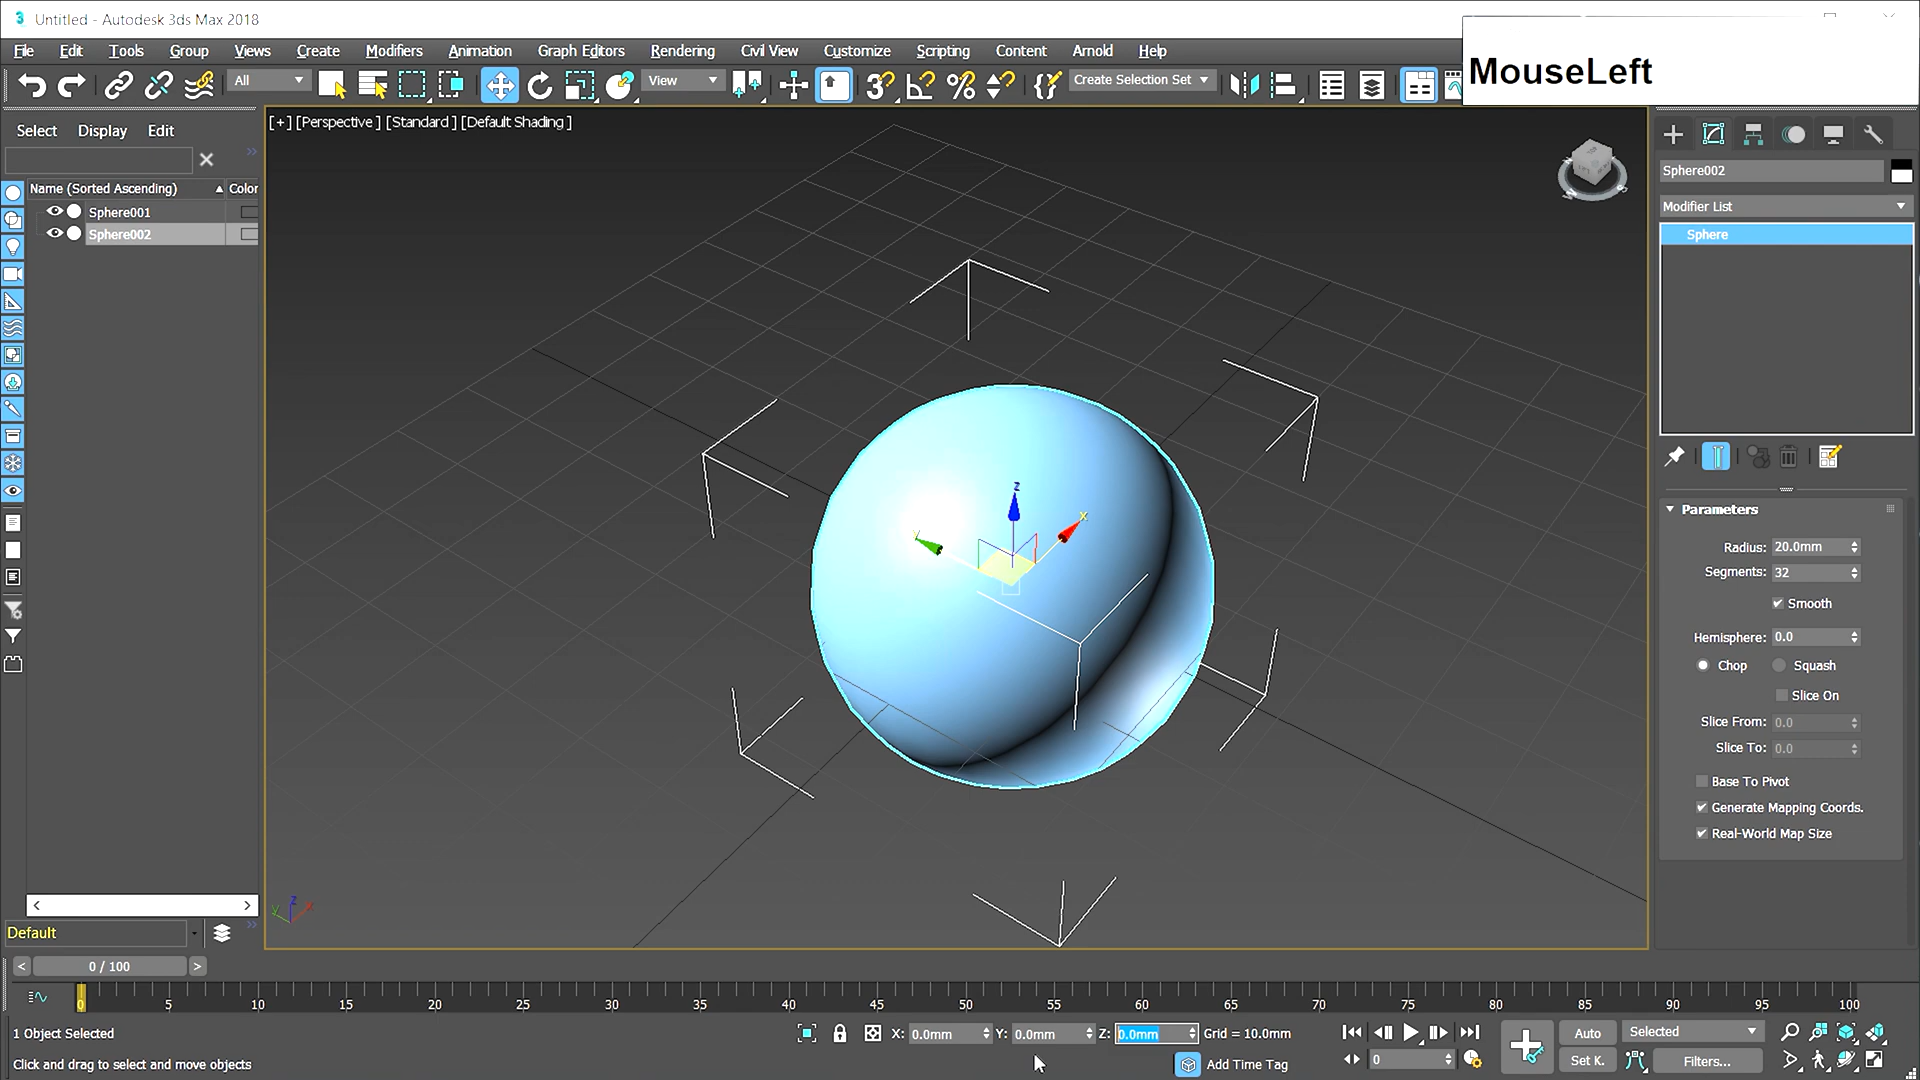 Untitled - Autodesk 3ds Max 2018
File Edit Tools Group Views Create Modifiers Animation Graph Editors Rendering Civil View Customize Scripting Content Arnold Help
MouseLeft
All
View
Create Selection Set
[+] [Perspective ] [Standard ] [Default Shading ]
Select Display Edit
Name (Sorted Ascending) Color
Sphere001
Sphere002
Sphere002
Modifier List
Sphere
Parameters
Radius: 20.0mm
Segments: 32
Smooth
Hemisphere: 0.0
Chop Squash
Slice On
Slice From: 0.0
Slice To: 0.0
Base To Pivot
Generate Mapping Coords.
Real-World Map Size
z
x
z
y x
Default
< 0 / 100 >
0 5 10 15 20 25 30 35 40 45 50 55 60 65 70 75 80 85 90 95 100
1 Object Selected
X: 0.0mm Y: 0.0mm Z: 0.0mm Grid = 10.0mm
Auto Selected
Click and drag to select and move objects
Add Time Tag
0
Set K. Filters...